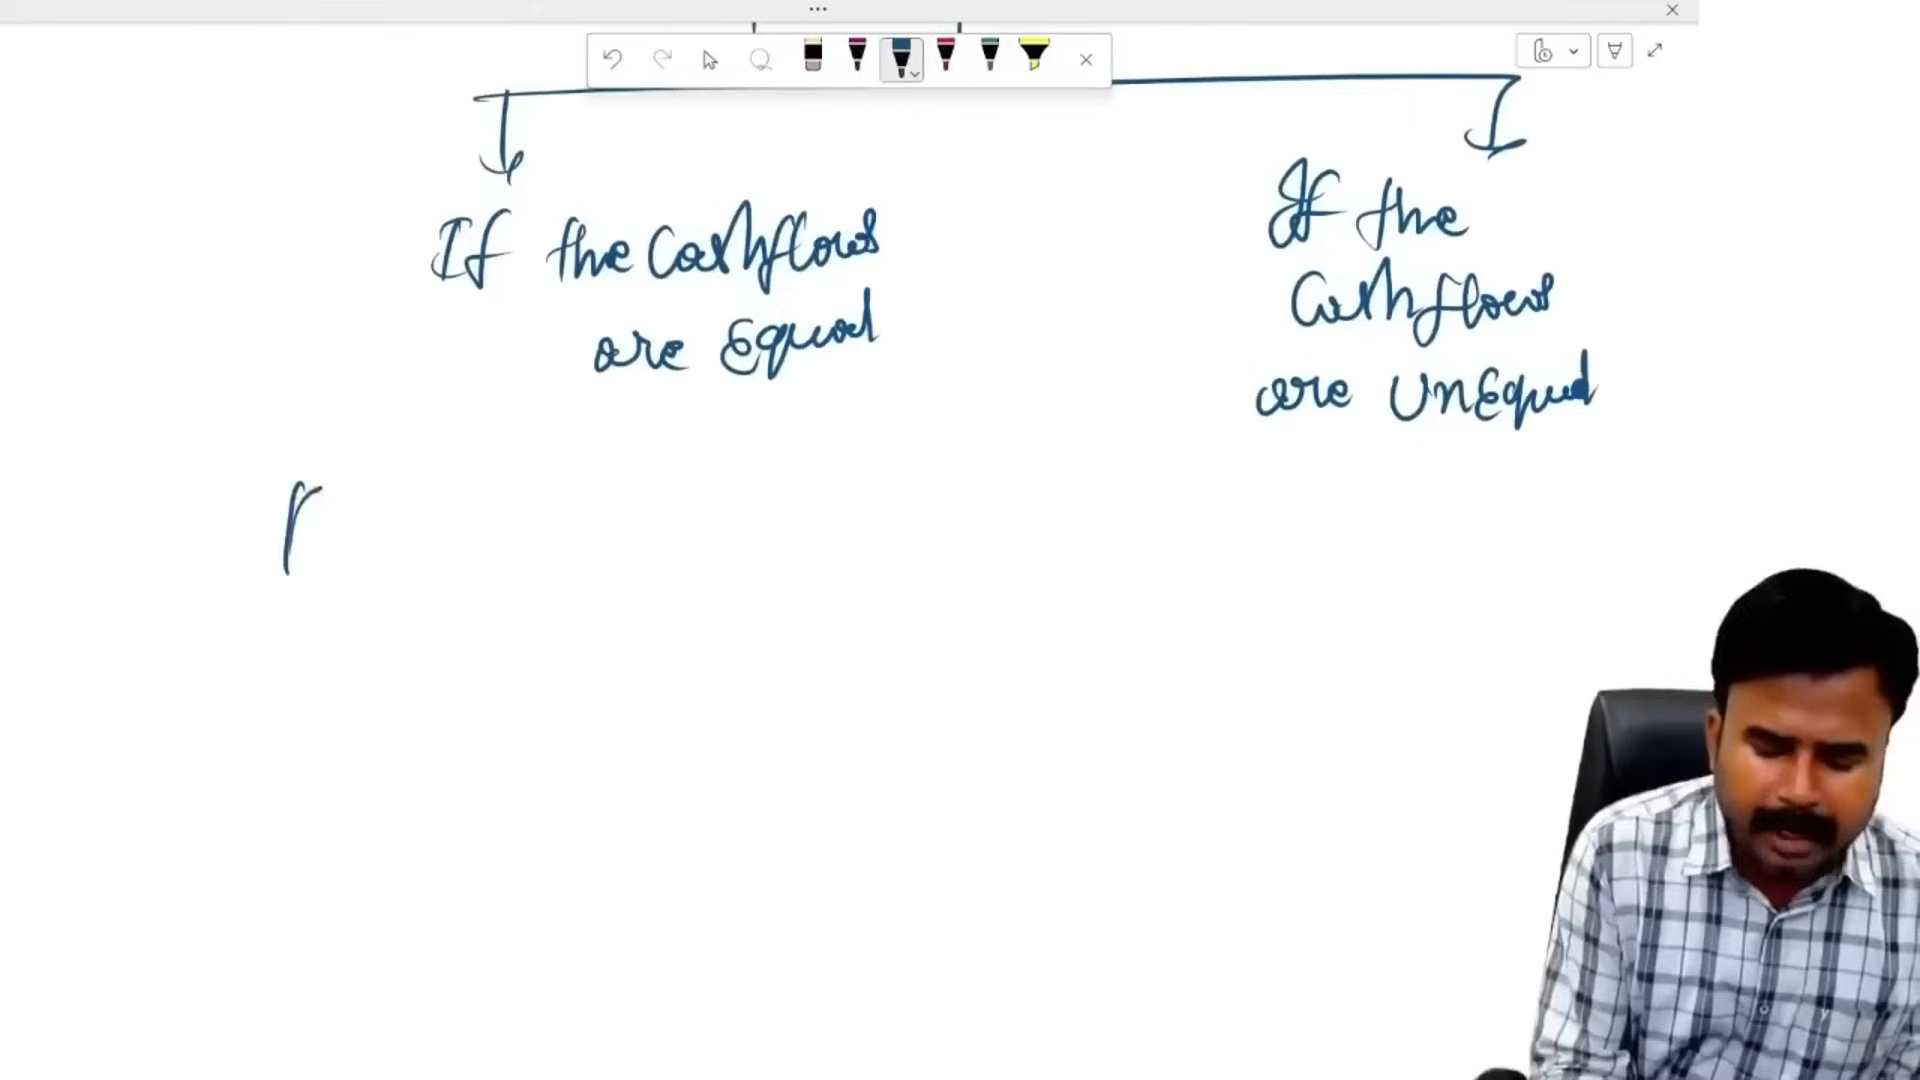 If the Cashflows
are Equal
If the
Cashflows
are UnEqual